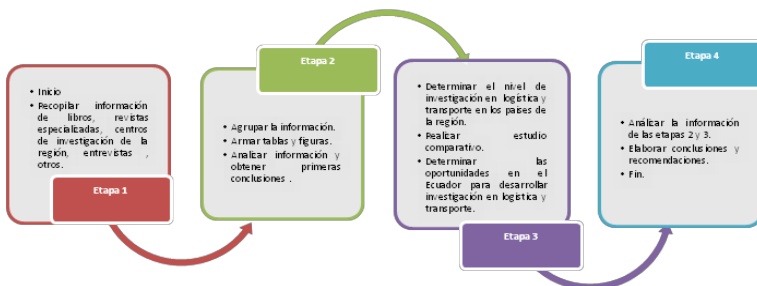 • Inicio
• Recopilar información
de libros, revistas
especializadas, centros
de investigación de la
región, entrevistas ,
otros.
Etapa 1
Etapa 2
• Agrupar la información.
• Armar tablas y figuras.
• Analizar información y
obtener primeras
conclusiones .
• Determinar el nivel de
investigación en logística y
transporte en los países de
la región.
• Realizar estudio
comparativo.
• Determinar las
oportunidades en el
Ecuador para desarrollar
investigación en logística y
transporte.
Etapa 3
Etapa 4
• Análizar la información
de las etapas 2 y 3.
• Elaborar conclusiones y
recomendaciones.
• Fin.